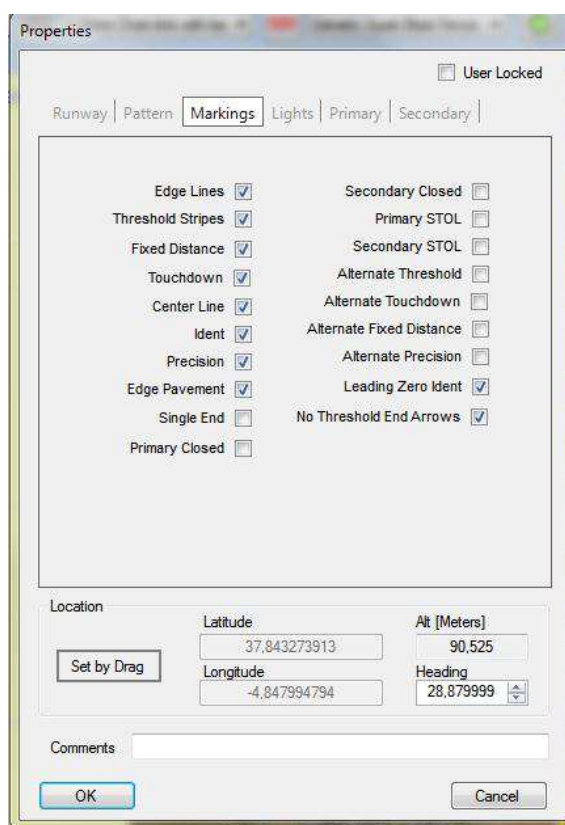 Properties
User Locked
Runway | Pattern | Markings | Lights | Primary | Secondary |
Edge Lines Secondary Closed
Threshold Stripes Primary STOL
Fixed Distance Secondary STOL
Touchdown Alternate Threshold
Center Line Alternate Touchdown
Ident Alternate Fixed Distance
Precision Alternate Precision
Edge Pavement Leading Zero Ident
Single End No Threshold End Arrows
Primary Closed
Location
Latitude Alt [Meters]
37,843273913 90,525
Set by Drag
Longitude Heading
-4,847994794 28,879999
Comments
OK Cancel